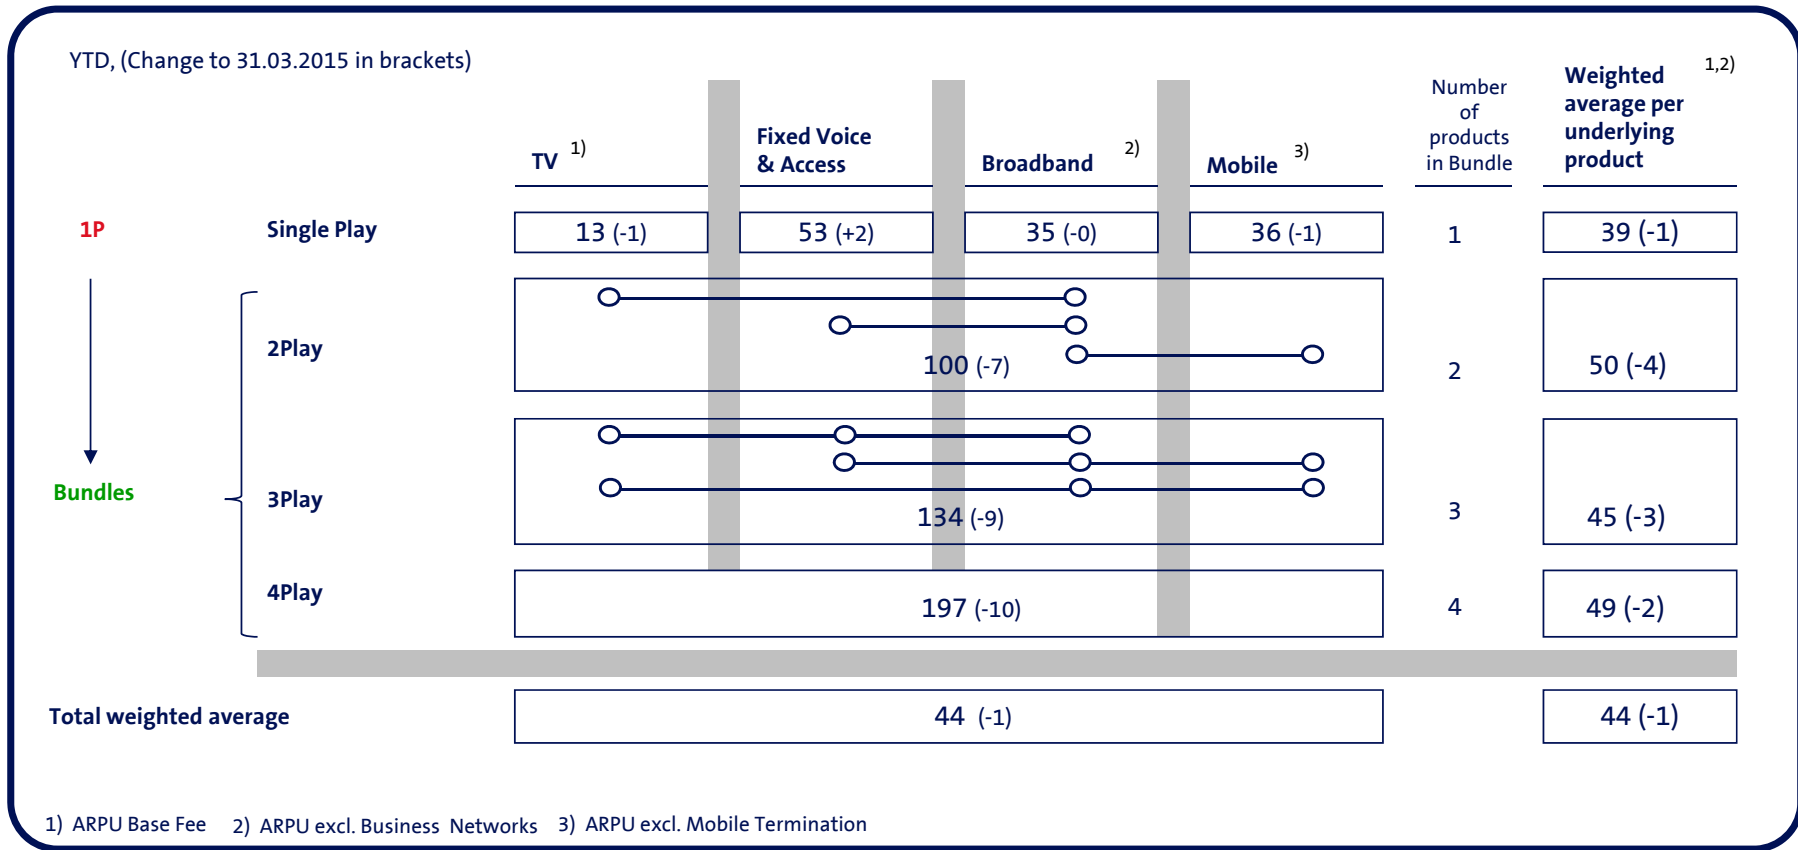 YTD, (Change to 31.03.2015 in brackets)
TV 1)
Fixed Voice
& Access
Broadband 2)
Mobile 3)
Number
of
products
in Bundle
Weighted 1,2)
average per
underlying
product
1P
Single Play
13 (-1)
53 (+2)
35 (-0)
36 (-1)
1
39 (-1)
2Play
100 (-7)
2
50 (-4)
Bundles
3Play
134 (-9)
3
45 (-3)
4Play
197 (-10)
4
49 (-2)
Total weighted average
44 (-1)
44 (-1)
1) ARPU Base Fee 2) ARPU excl. Business Networks 3) ARPU excl. Mobile Termination